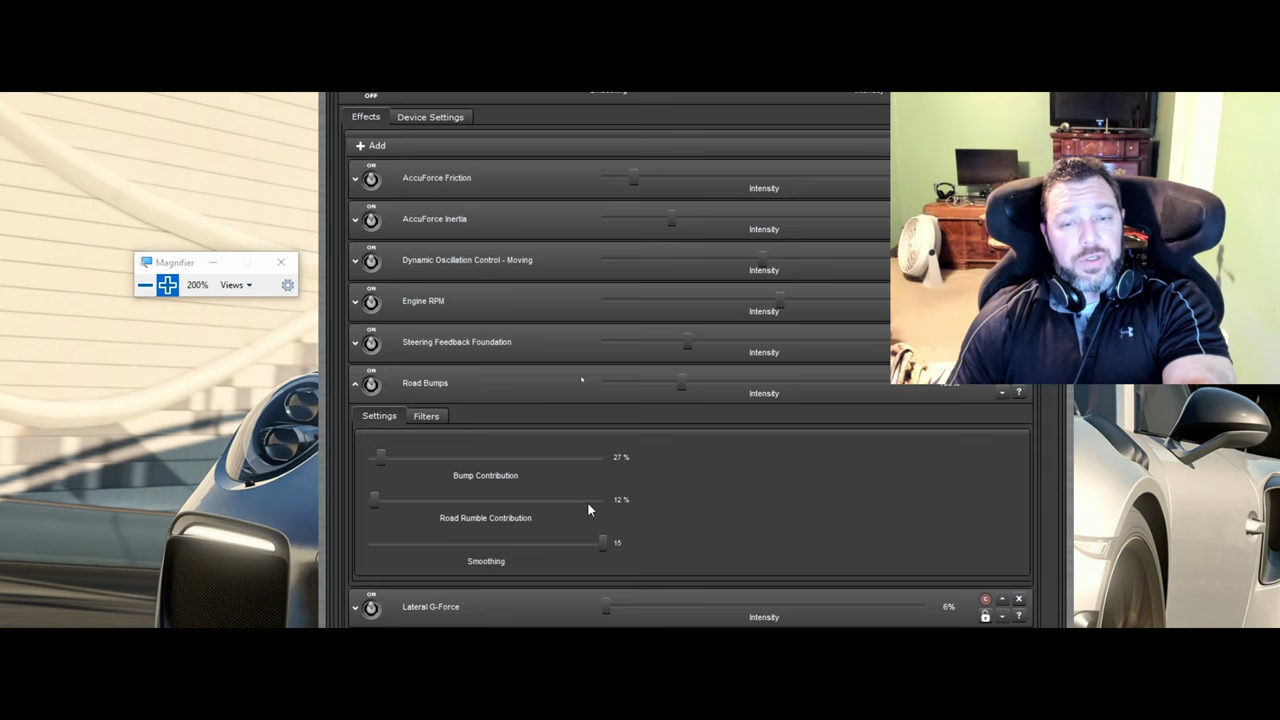 OFF
Effects
Device Settings
+ Add
ON
AccuForce Friction
Intensity
ON
AccuForce Inertia
Intensity
ON
Dynamic Oscillation Control - Moving
Intensity
Magnifier
200%
Views
ON
Engine RPM
Intensity
ON
Steering Feedback Foundation
Intensity
ON
Road Bumps
Intensity
?
Settings
Filters
27 %
Bump Contribution
12 %
Road Rumble Contribution
15
Smoothing
ON
Lateral G-Force
6%
C
X
Intensity
?